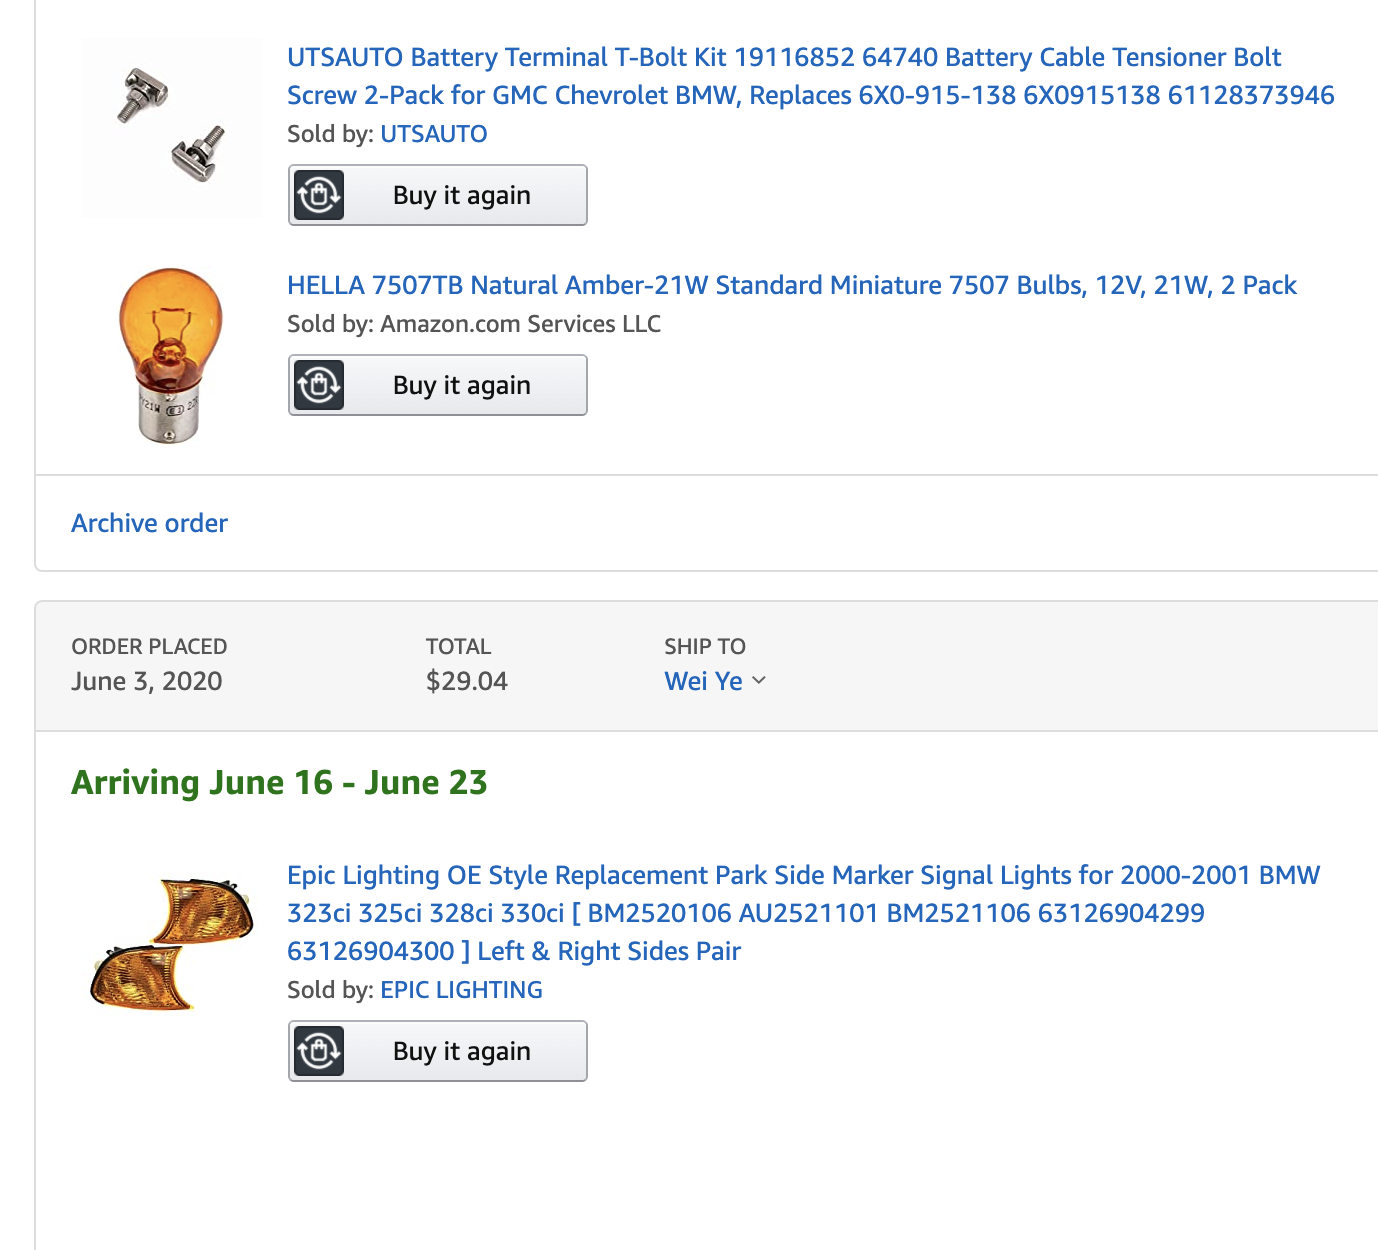 UTSAUTO Battery Terminal T-Bolt Kit 19116852 64740 Battery Cable Tensioner Bolt
Screw 2-Pack for GMC Chevrolet BMW, Replaces 6X0-915-138 6X0915138 61128373946
Sold by: UTSAUTO
Buy it again
HELLA 7507TB Natural Amber-21W Standard Miniature 7507 Bulbs, 12V, 21W, 2 Pack
Sold by: Amazon.com Services LLC
Buy it again
Archive order
ORDER PLACED
June 3, 2020
TOTAL
$29.04
SHIP TO
Wei Ye
Arriving June 16 - June 23
Epic Lighting OE Style Replacement Park Side Marker Signal Lights for 2000-2001 BMW
323ci 325ci 328ci 330ci [ BM2520106 AU2521101 BM2521106 63126904299
63126904300 ] Left & Right Sides Pair
Sold by: EPIC LIGHTING
Buy it again